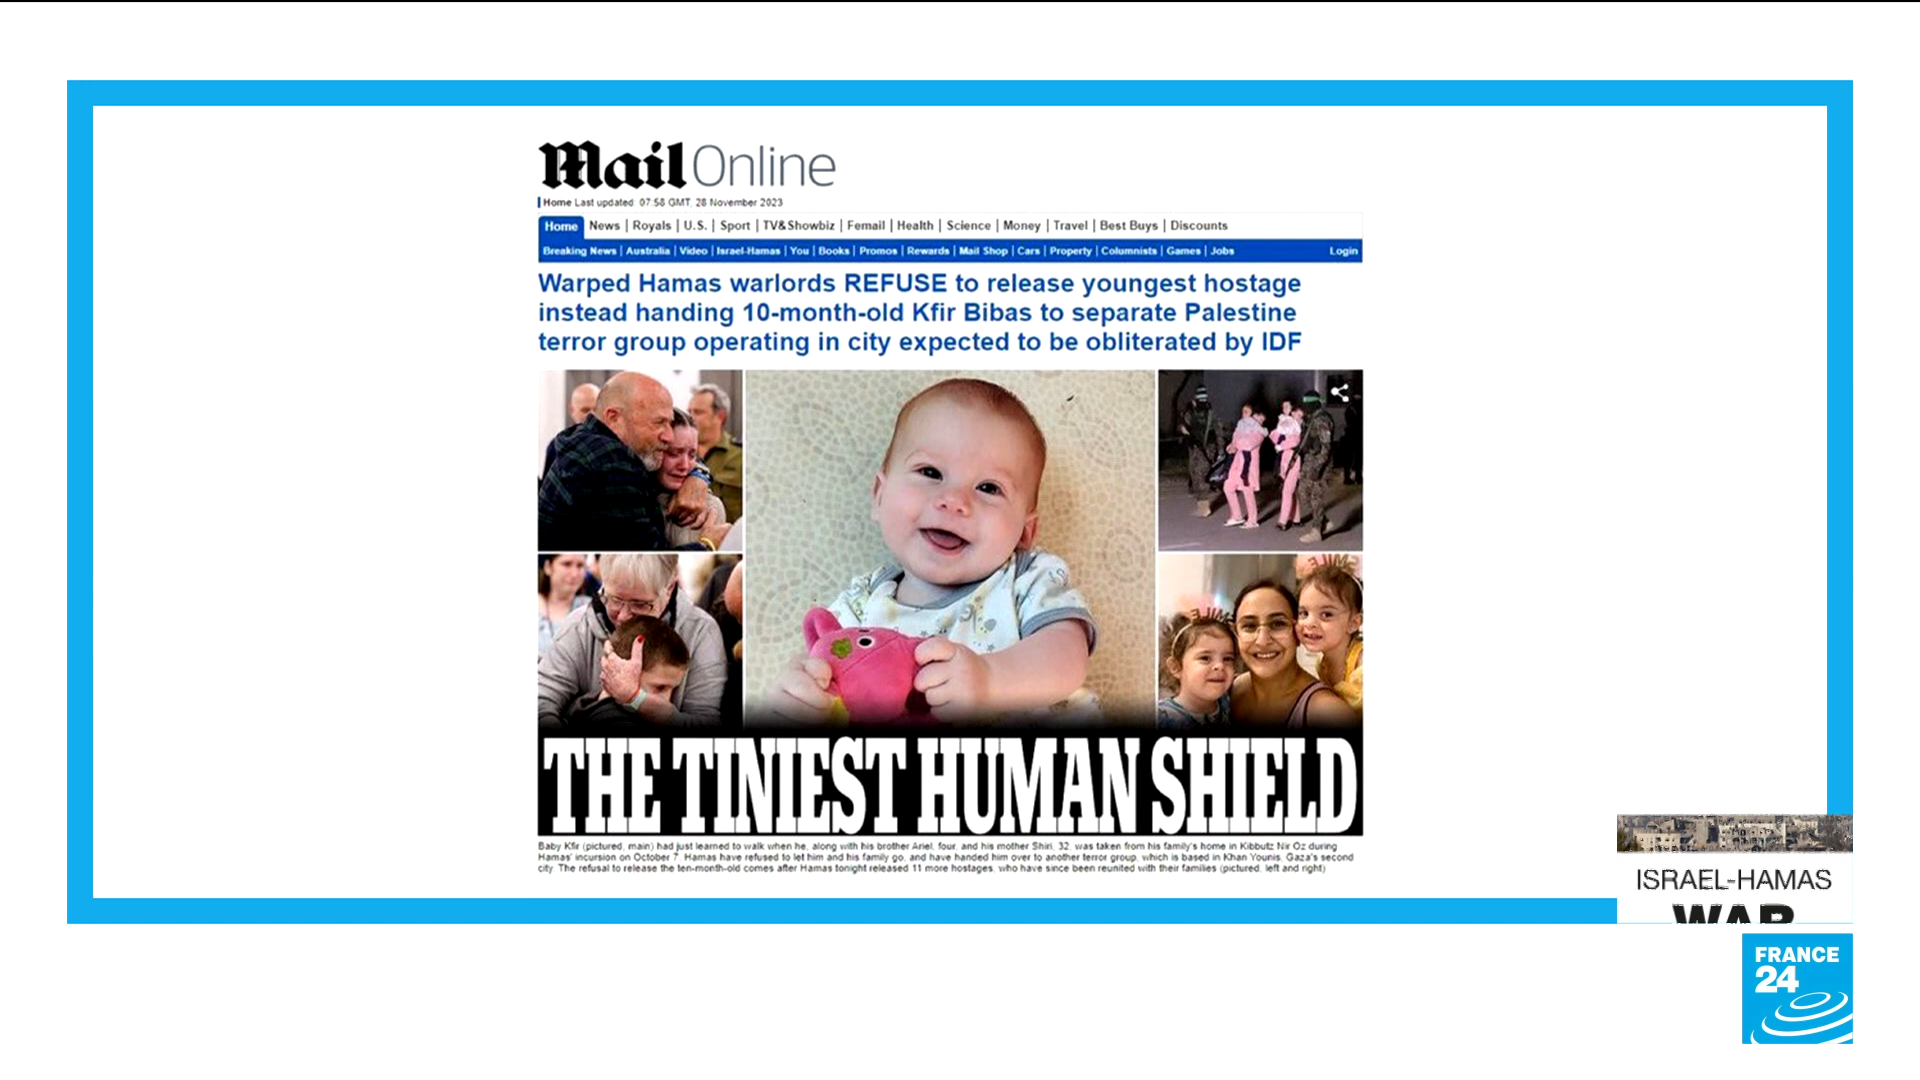 Mail Online
Home Last updated 07:58 GMT, 28 November 2023
Home News | Royals | U.S. | Sport | TV&Showbiz | Femail | Health | Science | Money | Travel | Best Buys | Discounts
Breaking News | Australia | Video | Israel-Hamas | You | Books | Promos | Rewards | Mail Shop | Cars | Property | Columnists | Games | Jobs Login
Warped Hamas warlords REFUSE to release youngest hostage
instead handing 10-month-old Kfir Bibas to separate Palestine
terror group operating in city expected to be obliterated by IDF
SMILE
SMILE
THE TINIEST HUMAN SHIELD
Baby Kfir (pictured, main) had just learned to walk when he, along with his brother Ariel, four, and his mother Shiri, 32, was taken from his family's home in Kibbutz Nir Oz during
Hamas' incursion on October 7. Hamas have refused to let him and his family go, and have handed him over to another terror group, which is based in Khan Younis, Gaza's second
city. The refusal to release the ten-month-old comes after Hamas tonight released 11 more hostages, who have since been reunited with their families (pictured, left and right)
ISRAEL-HAMAS
WAR
FRANCE
24